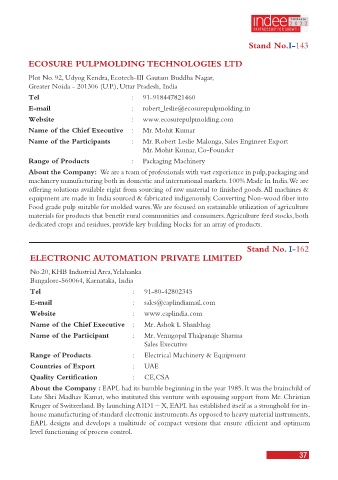 indee
2023
Stand No.I-143
ECOSURE PULPMOLDING TECHNOLOGIES LTD
Plot No. 92, Udyog Kendra, Ecotech-III Gautam Buddha Nagar,
Greater Noida - 201306 (UP), Uttar Pradesh, India
Tel : 91-918447821460
E-mail : robert_leslie@ecosurepulpmolding.in
Website : www.ecosurepulpmolding.com
Name of the Chief Executive : Mr. Mohit Kumar
Name of the Participants : Mr. Robert Leslie Malonga, Sales Engineer Export
Mr. Mohit Kumar, Co-Founder
Range of Products : Packaging Machinery
About the Company: We are a team of professionals with vast experience in pulp, packaging and
machinery manufacturing both in domestic and international markets. 100% Made In India. We are
offering solutions available right from sourcing of raw material to finished goods. All machines &
equipment are made in India sourced & fabricated indigenously. Converting Non-wood fiber into
Food grade pulp suitable for molded wares. We are focused on sustainable utilization of agriculture
materials for products that benefit rural communities and consumers. Agriculture feed stocks, both
dedicated crops and residues, provide key building blocks for an array of products.
Stand No. I-162
ELECTRONIC AUTOMATION PRIVATE LIMITED
No.20, KHB Industrial Area, Yelahanka
Bangalore-560064, Karnataka, India
Tel : 91-80-42802345
E-mail : sales@eaplindiamail.com
Website : www.eaplindia.com
Name of the Chief Executive : Mr. Ashok L Shanbhag
Name of the Participant : Mr. Venugopal Thalpanaje Sharma
Sales Executive
Range of Products : Electrical Machinery & Equipment
Countries of Export : UAE
Quality Certification : CE, CSA
About the Company : EAPL had its humble beginning in the year 1985. It was the brainchild of
Late Shri Madhav Kamat, who instituted this venture with espousing support from Mr. Christian
Kruger of Switzerland. By launching A1D1 – X, EAPL has established itself as a stronghold for in-
house manufacturing of standard electronic instruments. As opposed to heavy material instruments,
EAPL designs and develops a multitude of compact versions that ensure efficient and optimum
level functioning of process control.
37